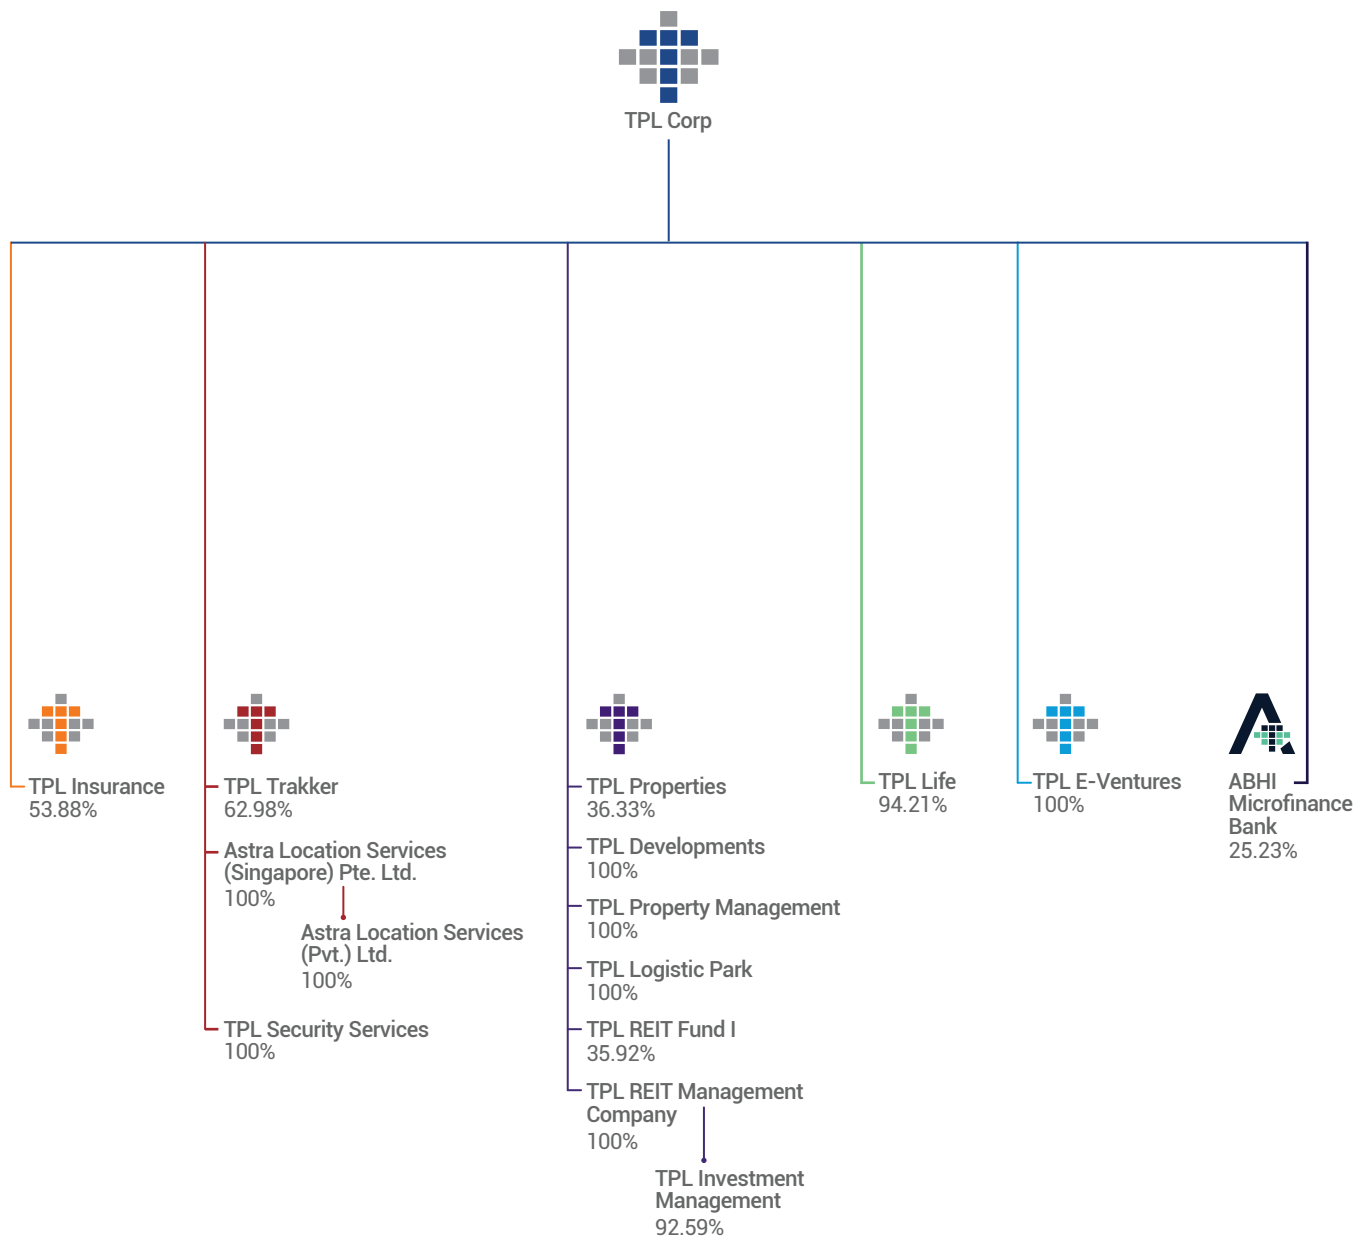 TPL Corp
TPL Insurance
53.88%
TPL Trakker
62.98%
Astra Location Services
(Singapore) Pte. Ltd.
100%
Astra Location Services
(Pvt.) Ltd.
100%
TPL Security Services
100%
TPL Properties
36.33%
TPL Developments
100%
TPL Property Management
100%
TPL Logistic Park
100%
TPL REIT Fund I
35.92%
TPL REIT Management
Company
100%
TPL Investment
Management
92.59%
TPL Life
94.21%
TPL E-Ventures
100%
ABHI
Microfinance
Bank
25.23%